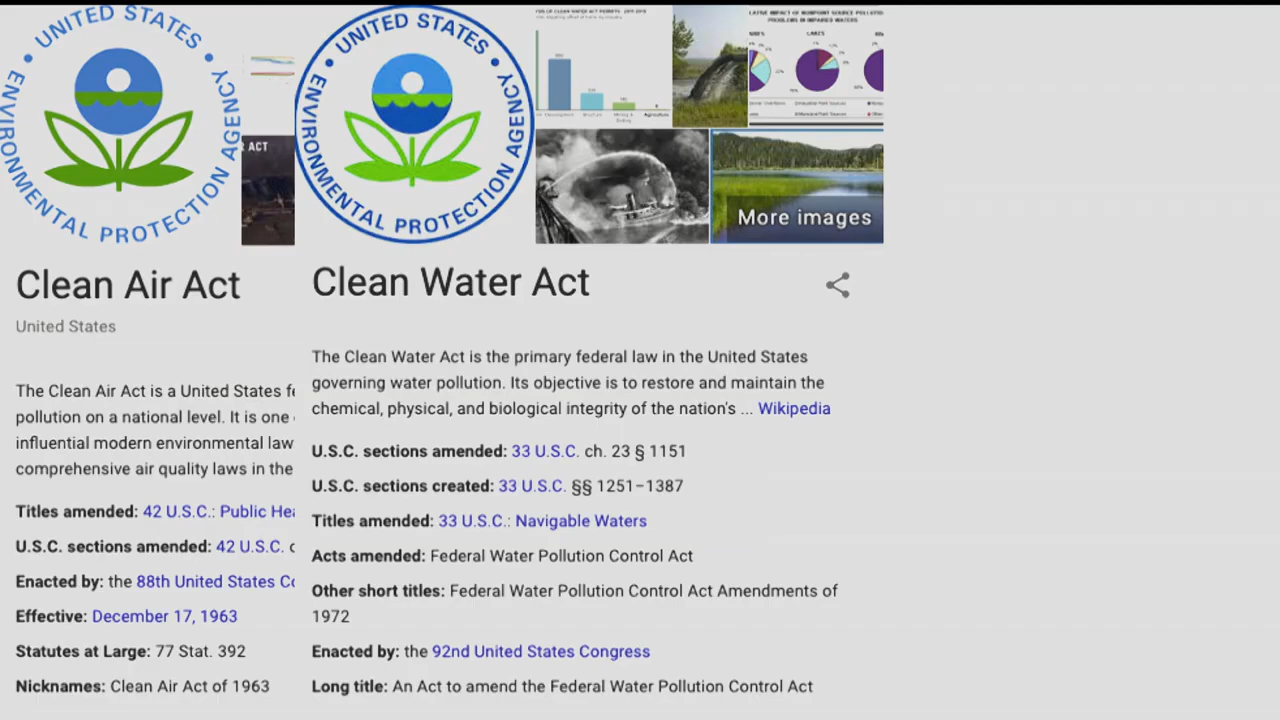 UNITED STATES
ENVIRONMENTAL PROTECTION AGENCY
R ACT
UNITED STATES
ENVIRONMENTAL PROTECTION AGENCY
More images
Clean Air Act
United States
The Clean Air Act is a United States fe
pollution on a national level. It is one
influential modern environmental law
comprehensive air quality laws in the
Titles amended: 42 U.S.C.: Public Hea
U.S.C. sections amended: 42 U.S.C. c
Enacted by: the 88th United States Co
Effective: December 17, 1963
Statutes at Large: 77 Stat. 392
Nicknames: Clean Air Act of 1963
Clean Water Act
The Clean Water Act is the primary federal law in the United States
governing water pollution. Its objective is to restore and maintain the
chemical, physical, and biological integrity of the nation's ... Wikipedia
U.S.C. sections amended: 33 U.S.C. ch. 23 § 1151
U.S.C. sections created: 33 U.S.C. §§ 1251–1387
Titles amended: 33 U.S.C.: Navigable Waters
Acts amended: Federal Water Pollution Control Act
Other short titles: Federal Water Pollution Control Act Amendments of
1972
Enacted by: the 92nd United States Congress
Long title: An Act to amend the Federal Water Pollution Control Act